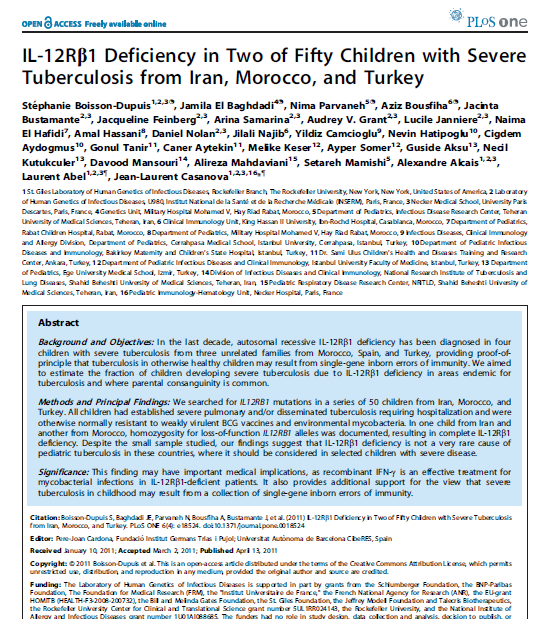 OPEN ACCESS Freely available online
PLoS one
IL-12Rβ1 Deficiency in Two of Fifty Children with Severe
Tuberculosis from Iran, Morocco, and Turkey
Stéphanie Boisson-Dupuis1,2,3, Jamila El Baghdadi4, Nima Parvaneh5, Aziz Bousfiha6, Jacinta
Bustamante2,3, Jacqueline Feinberg2,3, Arina Samarina2,3, Audrey V. Grant2,3, Lucile Janniere2,3, Naima
El Hafidi7, Amal Hassani8, Daniel Nolan2,3, Jilali Najib6, Yildiz Camcioglu9, Nevin Hatipoglu10, Cigdem
Aydogmus10, Gonul Tanir11, Caner Aytekin11, Melike Keser12, Ayper Somer12, Guside Aksu13, Necil
Kutukculer13, Davood Mansouri14, Alireza Mahdaviani15, Setareh Mamishi5, Alexandre Alcais1,2,3,
Laurent Abel1,2,3¶, Jean-Laurent Casanova1,2,3,16*¶
1 St. Giles Laboratory of Human Genetics of Infectious Diseases, Rockefeller Branch, The Rockefeller University, New York, New York, United States of America, 2 Laboratory
of Human Genetics of Infectious Diseases, U980, Institut National de la Santé et de la Recherche Médicale (INSERM), Paris, France, 3 Necker Medical School, University Paris
Descartes, Paris, France, 4 Genetics Unit, Military Hospital Mohamed V, Hay Riad Rabat, Morocco, 5 Department of Pediatrics, Infectious Disease Research Center, Teheran
University of Medical Sciences, Teheran, Iran, 6 Clinical Immunology Unit, King Hassan II University, Ibn-Rochd Hospital, Casablanca, Morocco, 7 Department of Pediatrics,
Rabat Children Hospital, Rabat, Morocco, 8 Department of Pediatrics, Military Hospital Mohamed V, Hay Riad Rabat, Morocco, 9 Infectious Diseases, Clinical Immunology
and Allergy Division, Department of Pediatrics, Cerrahpasa Medical School, Istanbul University, Cerrahpasa, Istanbul, Turkey, 10 Department of Pediatric Infectious
Diseases and Immunology, Bakirkoy Maternity and Children's State Hospital, Istanbul, Turkey, 11 Dr. Sami Ulus Children's Health and Diseases Training and Research
Center, Ankara, Turkey, 12 Department of Pediatric Infectious Diseases and Clinical Immunology, Istanbul University Faculty of Medicine, Istanbul, Turkey, 13 Department
of Pediatrics, Ege University Medical School, Izmir, Turkey, 14 Division of Infectious Diseases and Clinical Immunology, National Research Institute of Tuberculosis and
Lung Diseases, Shahid Beheshti University of Medical Sciences, Teheran, Iran, 15 Pediatric Respiratory Disease Research Center, NRITLD, Shahid Beheshti University of
Medical Sciences, Teheran, Iran, 16 Pediatric Immunology-Hematology Unit, Necker Hospital, Paris, France
Abstract
Background and Objectives: In the last decade, autosomal recessive IL-12Rβ1 deficiency has been diagnosed in four
children with severe tuberculosis from three unrelated families from Morocco, Spain, and Turkey, providing proof-of-
principle that tuberculosis in otherwise healthy children may result from single-gene inborn errors of immunity. We aimed
to estimate the fraction of children developing severe tuberculosis due to IL-12Rβ1 deficiency in areas endemic for
tuberculosis and where parental consanguinity is common.
Methods and Principal Findings: We searched for IL12RB1 mutations in a series of 50 children from Iran, Morocco, and
Turkey. All children had established severe pulmonary and/or disseminated tuberculosis requiring hospitalization and were
otherwise normally resistant to weakly virulent BCG vaccines and environmental mycobacteria. In one child from Iran and
another from Morocco, homozygosity for loss-of-function IL12RB1 alleles was documented, resulting in complete IL-12Rβ1
deficiency. Despite the small sample studied, our findings suggest that IL-12Rβ1 deficiency is not a very rare cause of
pediatric tuberculosis in these countries, where it should be considered in selected children with severe disease.
Significance: This finding may have important medical implications, as recombinant IFN-γ is an effective treatment for
mycobacterial infections in IL-12Rβ1-deficient patients. It also provides additional support for the view that severe
tuberculosis in childhood may result from a collection of single-gene inborn errors of immunity.
Citation: Boisson-Dupuis S, Baghdadi JE, Parvaneh N, Bousfiha A, Bustamante J, et al. (2011) IL-12Rβ1 Deficiency in Two of Fifty Children with Severe Tuberculosis
from Iran, Morocco, and Turkey. PLoS ONE 6(4): e18524. doi:10.1371/journal.pone.0018524
Editor: Pere-Joan Cardona, Fundació Institut Germans Trias i Pujol; Universitat Autònoma de Barcelona CibeRES, Spain
Received January 10, 2011; Accepted March 2, 2011; Published April 13, 2011
Copyright: © 2011 Boisson-Dupuis et al. This is an open-access article distributed under the terms of the Creative Commons Attribution License, which permits
unrestricted use, distribution, and reproduction in any medium, provided the original author and source are credited.
Funding: The Laboratory of Human Genetics of Infectious Diseases is supported in part by grants from the Schlumberger Foundation, the BNP-Paribas
Foundation, The Foundation for Medical Research (FRM), the "Institut Universitaire de France," the French National Agency for Research (ANR), the EU-grant
HOMITB (HEALTH-F3-2008-200732), the Bill and Melinda Gates Foundation, the St. Giles Foundation, the Jeffrey Modell Foundation and Talecris Biotherapeutics,
the Rockefeller University Center for Clinical and Translational Science grant number 5UL1RR024143, the Rockefeller University, and the National Institute of
Allergy and Infectious Diseases grant number 1U01AI088685. The funders had no role in study design, data collection and analysis, decision to publish, or